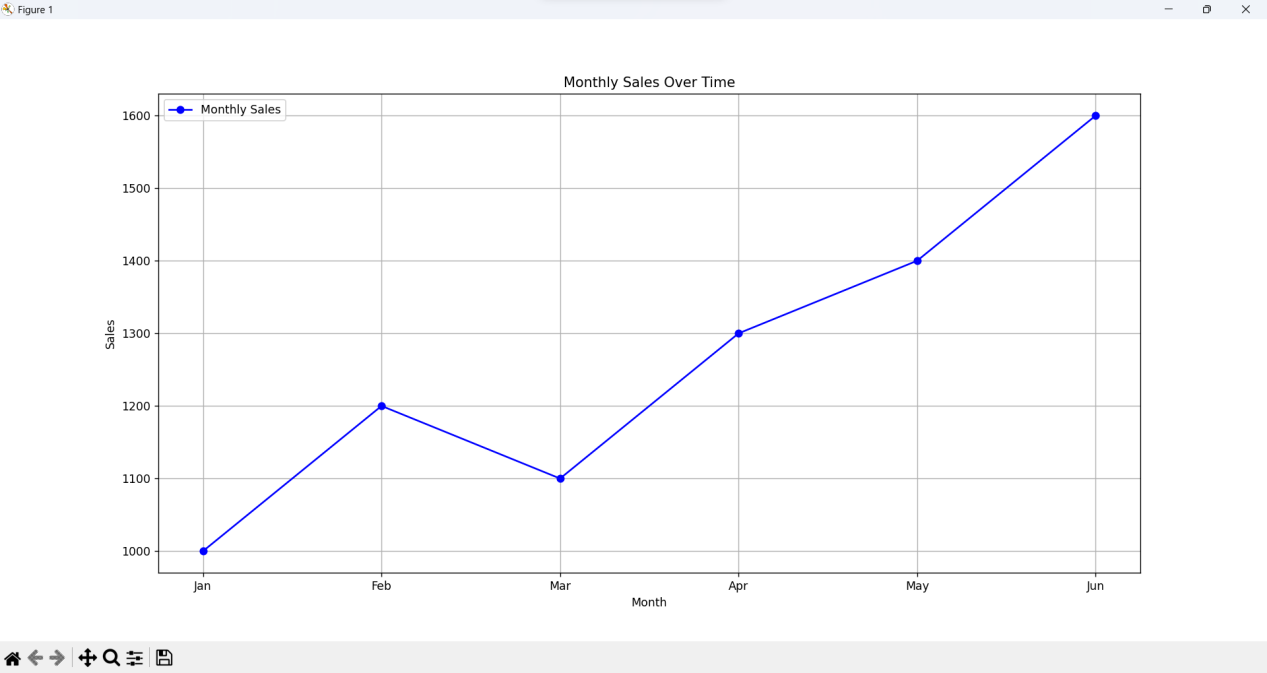 Figure 1
Monthly Sales Over Time
Monthly Sales
1600
1500
1400
1300
1200
1100
1000
Sales
Jan Feb Mar Apr May Jun
Month